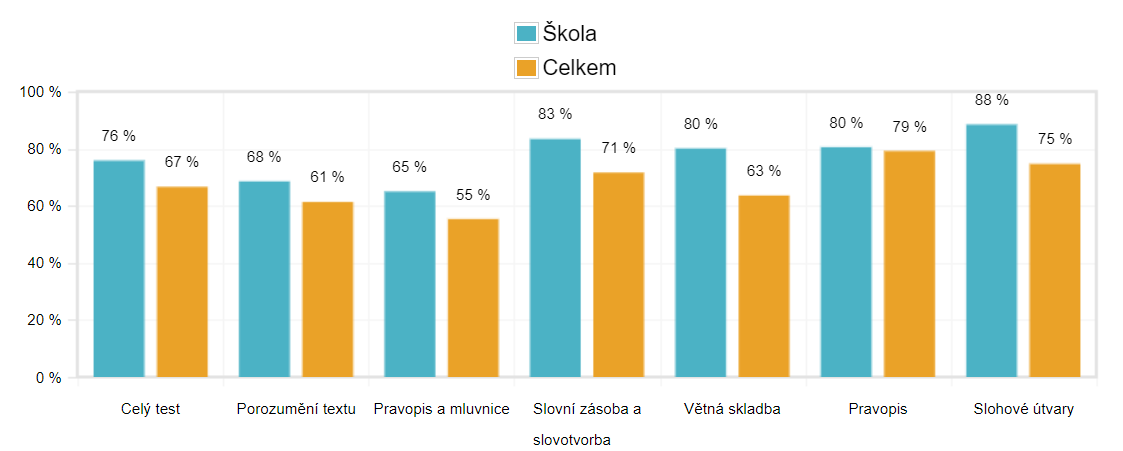 Škola
Celkem
100 %
80 %
60 %
40 %
20 %
0 %
76 %
67 %
68 %
61 %
65 %
55 %
83 %
71 %
80 %
63 %
80 %
79 %
88 %
75 %
Celý test
Porozumění textu
Pravopis a mluvnice
Slovní zásoba a
slovotvorba
Větná skladba
Pravopis
Slohové útvary